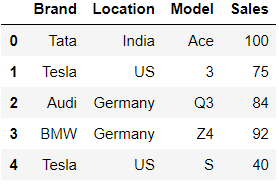 Brand Location Model Sales
0 Tata India Ace 100
1 Tesla US 3 75
2 Audi Germany Q3 84
3 BMW Germany Z4 92
4 Tesla US S 40